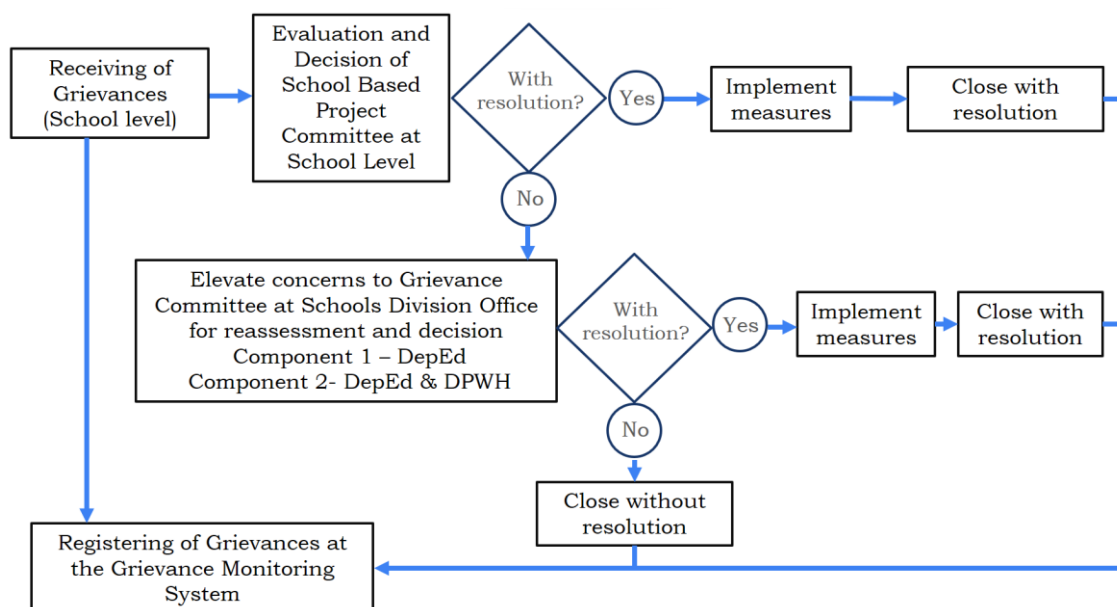 Receiving of
Grievances
(School level)
Evaluation and
Decision of
School Based
Project
Committee at
School Level
With
resolution?
Yes
Implement
measures
Close with
resolution
No
Elevate concerns to Grievance
Committee at Schools Division Office
for reassessment and decision
Component 1 – DepEd
Component 2- DepEd & DPWH
With
resolution?
Yes
Implement
measures
Close with
resolution
No
Close without
resolution
Registering of Grievances at
the Grievance Monitoring
System